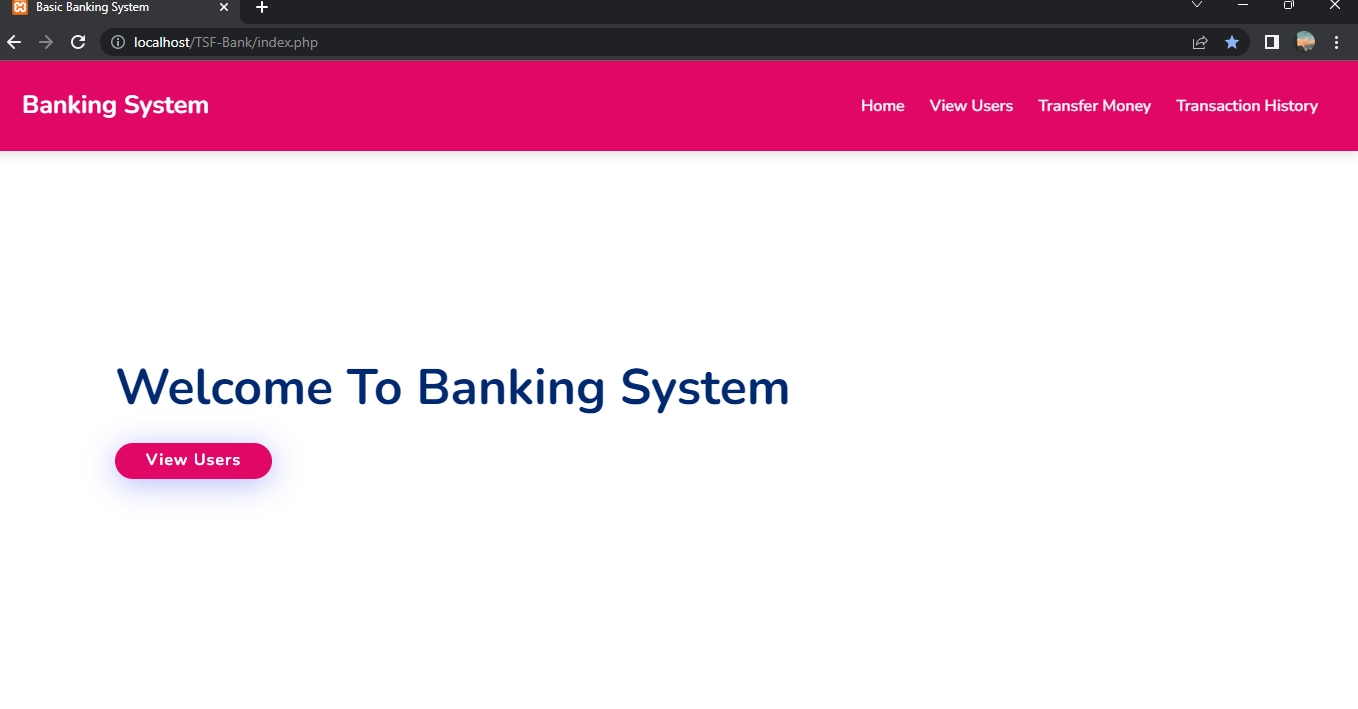 Basic Banking System
localhost/TSF-Bank/index.php
Banking System
Home View Users Transfer Money Transaction History
Welcome To Banking System
View Users